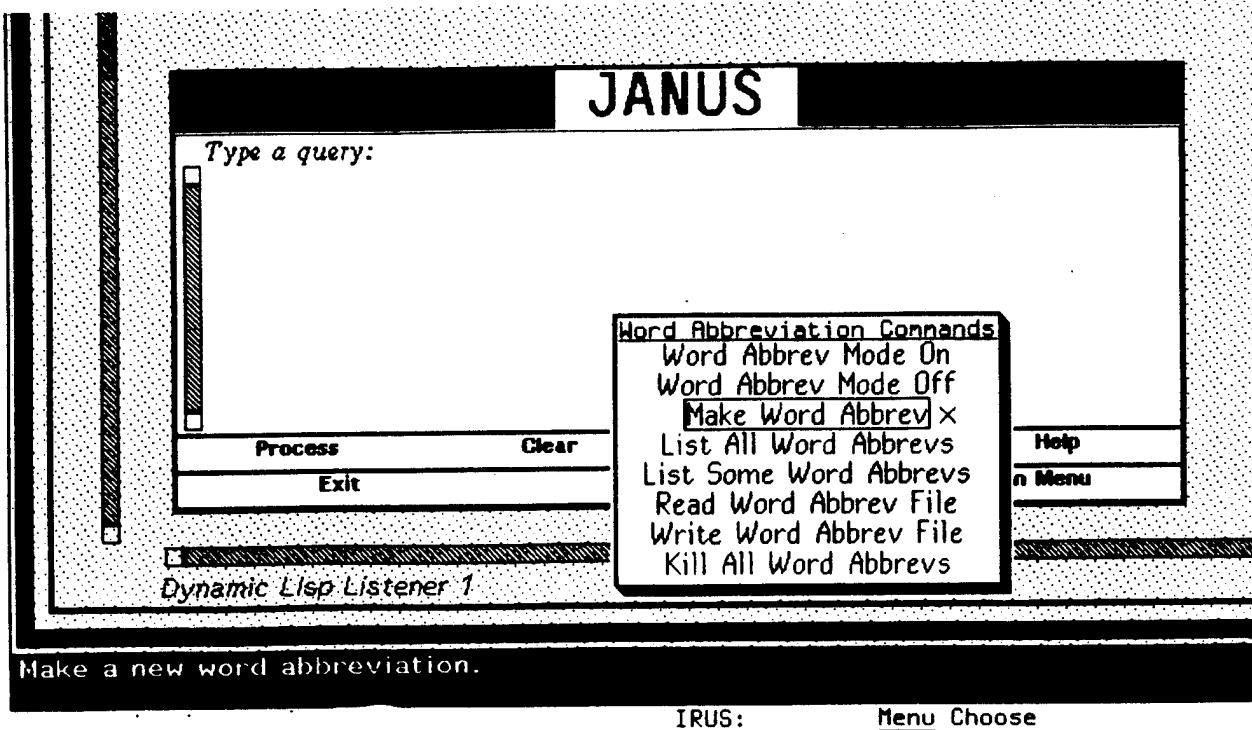 JANUS
Type a query:
Word Abbreviation Commands
Word Abbrev Mode On
Word Abbrev Mode Off
Make Word Abbrev ×
List All Word Abbrevs
List Some Word Abbrevs
Read Word Abbrev File
Write Word Abbrev File
Kill All Word Abbrevs
Process Clear Help
Exit Menu
Dynamic Lisp Listener 1
Make a new word abbreviation.
IRUS: Menu Choose